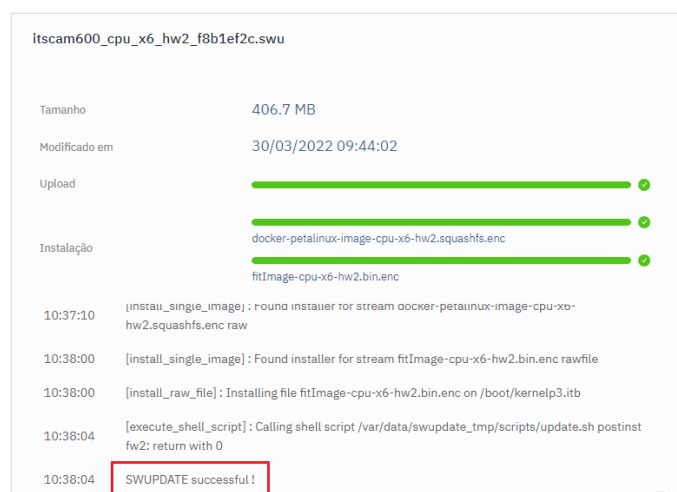 itscam600_cpu_x6_hw2_f8b1ef2c.swu
Tamanho 406.7 MB
Modificado em 30/03/2022 09:44:02
Upload
Instalação
docker-petalinux-image-cpu-x6-hw2.squashfs.enc
fitImage-cpu-x6-hw2.bin.enc
10:37:10 [install_single_image] : Found installer for stream docker-petalinux-image-cpu-x6-
hw2.squashfs.enc raw
10:38:00 [install_single_image] : Found installer for stream fitImage-cpu-x6-hw2.bin.enc rawfile
10:38:00 [install_raw_file] : Installing file fitImage-cpu-x6-hw2.bin.enc on /boot/kernelp3.itb
10:38:04 [execute_shell_script] : Calling shell script /var/data/swupdate_tmp/scripts/update.sh postinst
fw2: return with 0
10:38:04 SWUPDATE successful !